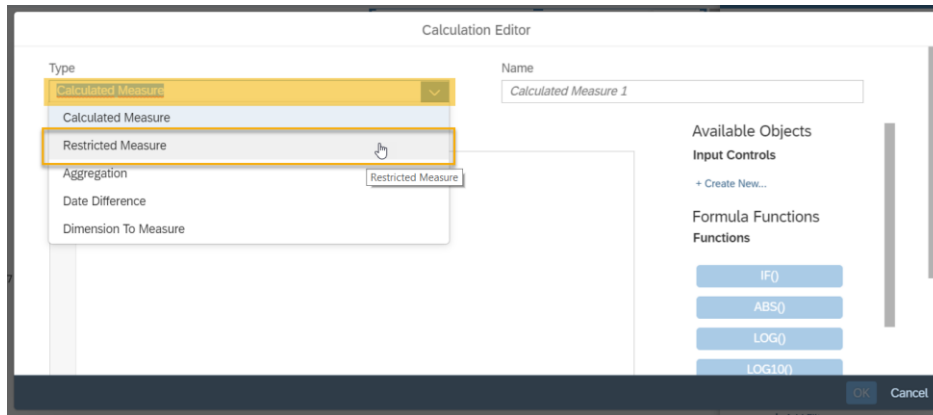 Calculation Editor
Type
Name
Calculated Measure
Calculated Measure 1
Calculated Measure
Restricted Measure
Restricted Measure
Aggregation
Date Difference
Dimension To Measure
Available Objects
Input Controls
+ Create New...
Formula Functions
Functions
IF()
ABS()
LOG()
LOG10()
7
OK
Cancel